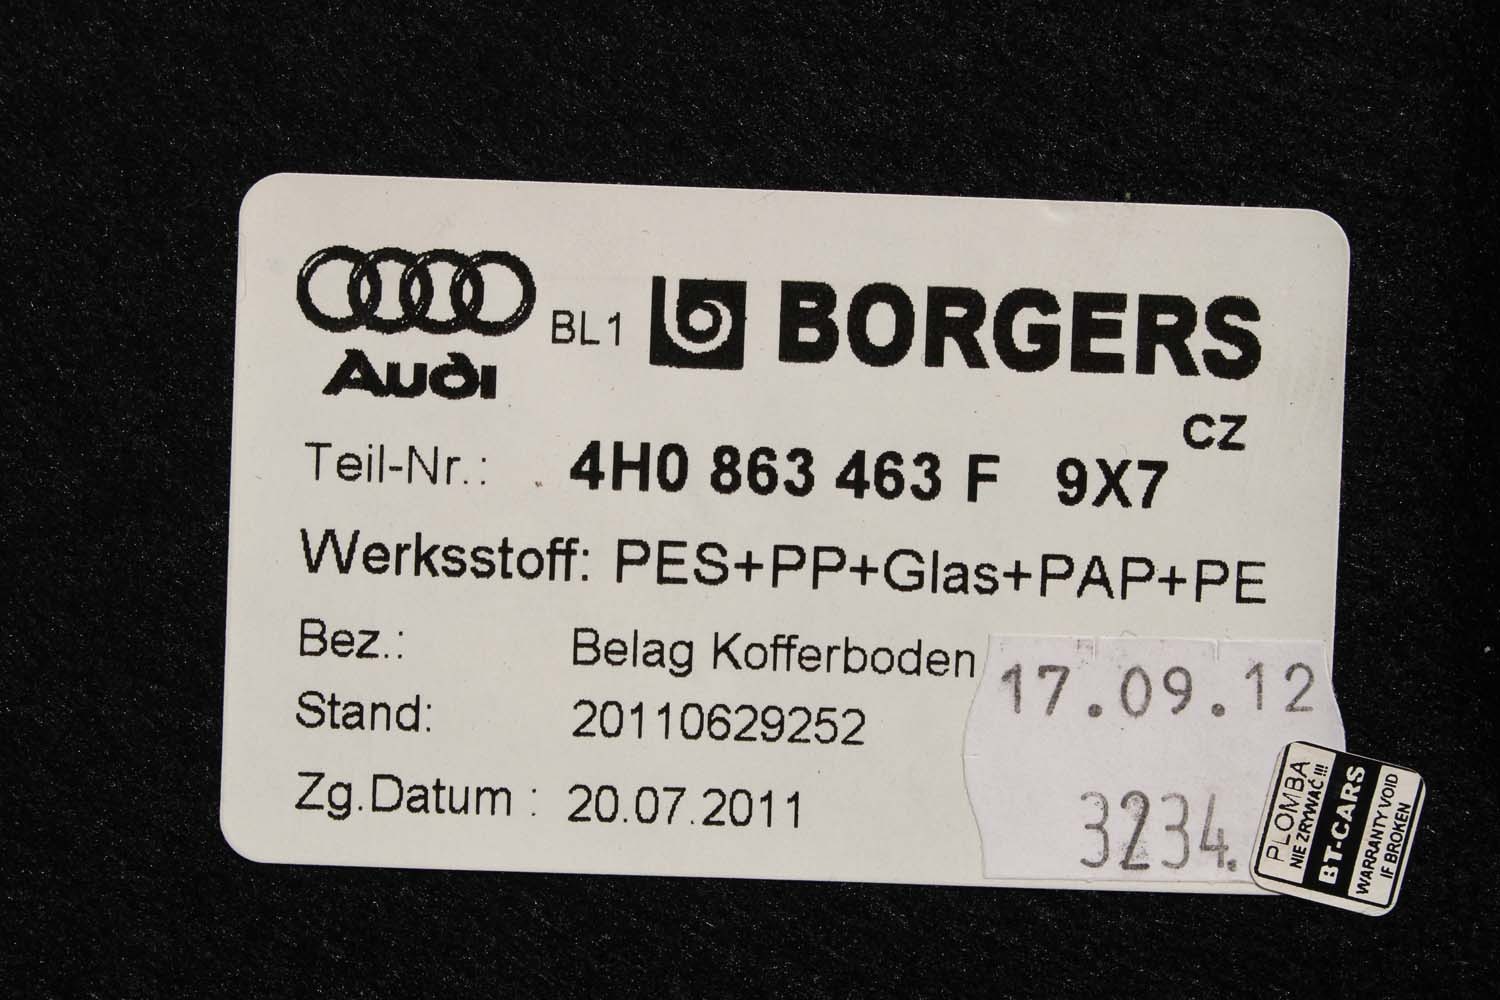 Audi
BL1
BORGERS
CZ
Teil-Nr.: 4H0 863 463 F 9X7
Werksstoff: PES+PP+Glas+PAP+PE
Bez.: Belag Kofferboden
Stand: 20110629252
Zg.Datum : 20.07.2011
17.09.12
3234.
PLOMBA
NIE ZRYWAĆ!!!
BT-CARS
WARRANTY VOID
IF BROKEN